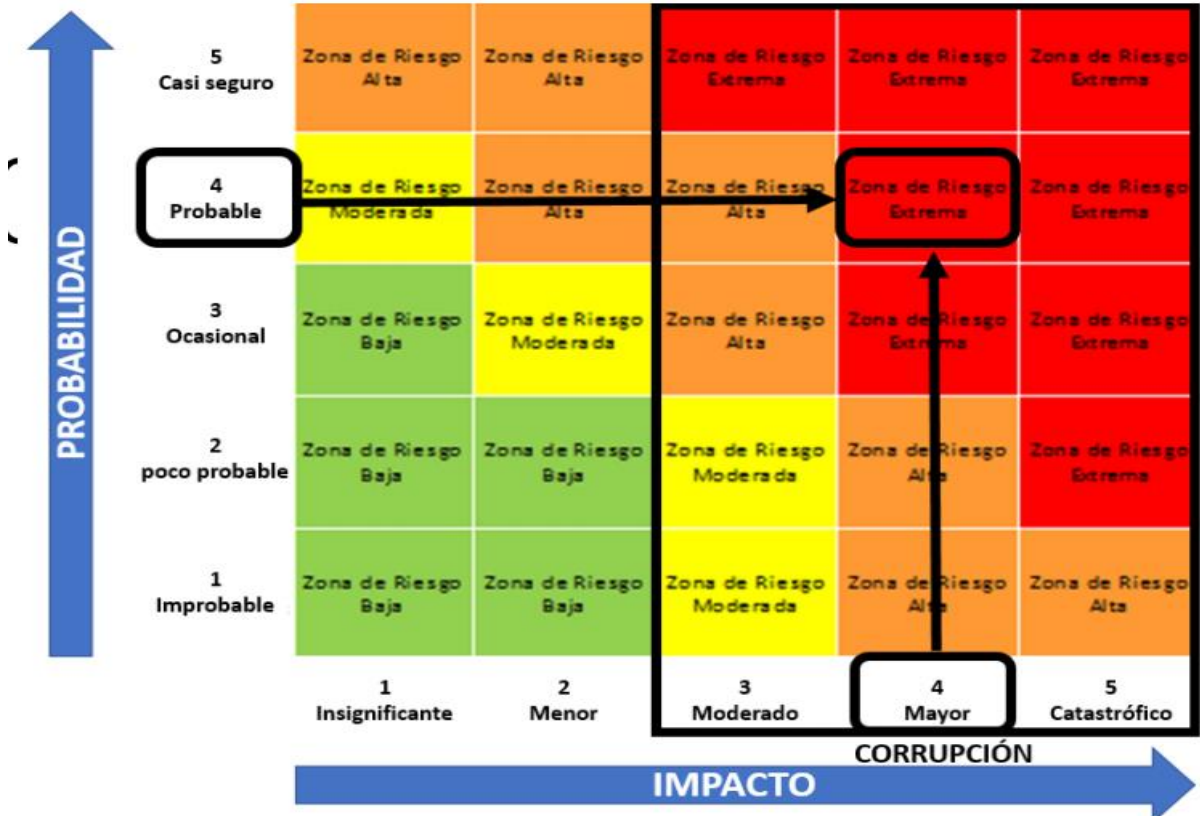 PROBABILIDAD
5
Casi seguro
Zona de Riesgo
Alta
Zona de Riesgo
Alta
Zona de Riesgo
Extrema
Zona de Riesgo
Extrema
Zona de Riesgo
Extrema
4
Probable
Zona de Riesgo
Moderada
Zona de Riesgo
Alta
Zona de Riesgo
Alta
Zona de Riesgo
Extrema
Zona de Riesgo
Extrema
3
Ocasional
Zona de Riesgo
Baja
Zona de Riesgo
Moderada
Zona de Riesgo
Alta
Zona de Riesgo
Extrema
Zona de Riesgo
Extrema
2
poco probable
Zona de Riesgo
Baja
Zona de Riesgo
Baja
Zona de Riesgo
Moderada
Zona de Riesgo
Alta
Zona de Riesgo
Extrema
1
Improbable
Zona de Riesgo
Baja
Zona de Riesgo
Baja
Zona de Riesgo
Moderada
Zona de Riesgo
Alta
Zona de Riesgo
Alta
1
Insignificante
2
Menor
3
Moderado
4
Mayor
5
Catastrófico
CORRUPCIÓN
IMPACTO